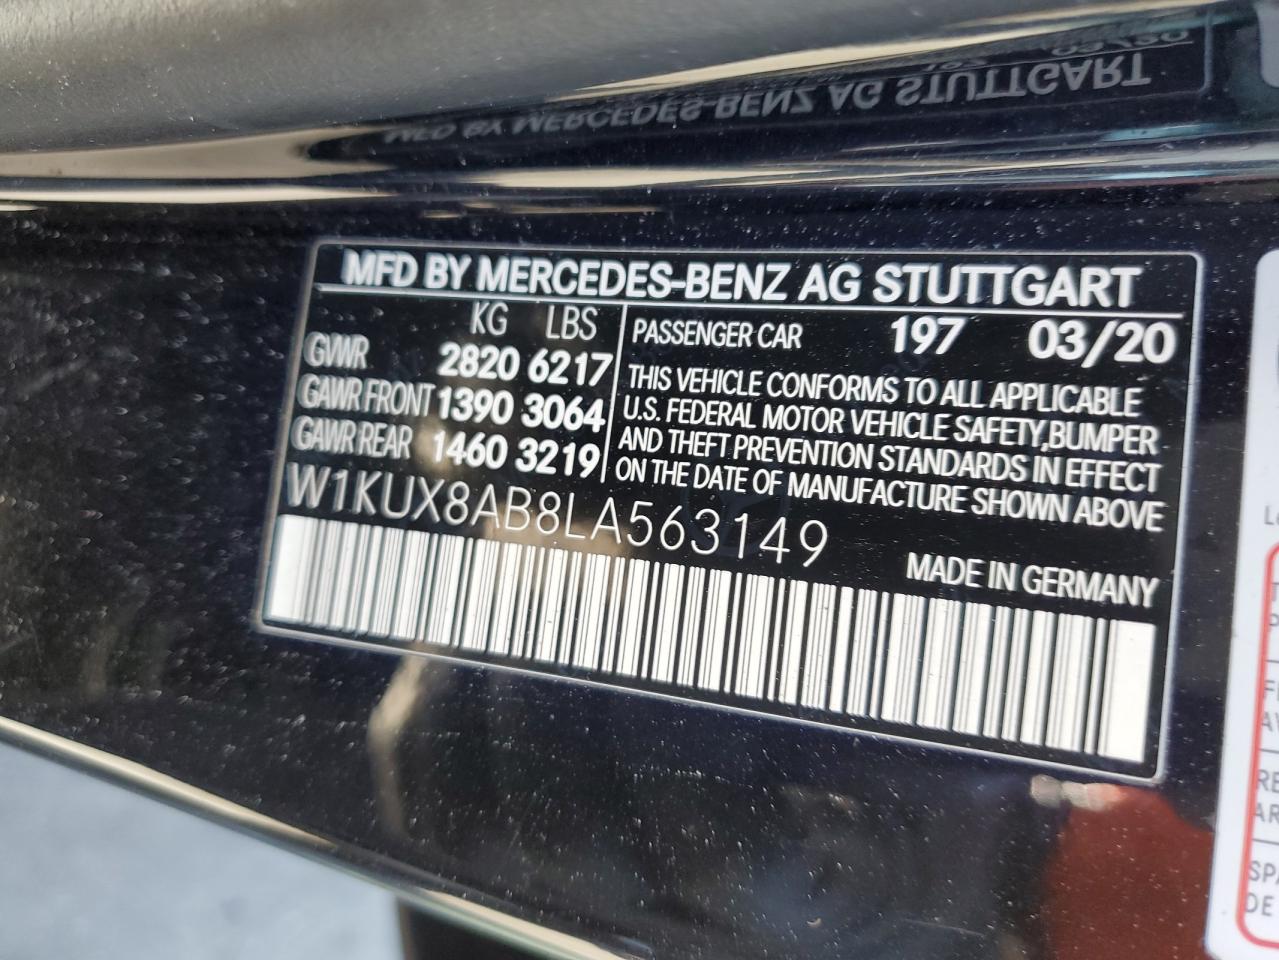 MFD BY MERCEDES-BENZ AG STUTTGART
KG LBS
GVWR 2820 6217
GAWR FRONT 1390 3064
GAWR REAR 1460 3219
PASSENGER CAR 197 03/20
THIS VEHICLE CONFORMS TO ALL APPLICABLE
U.S. FEDERAL MOTOR VEHICLE SAFETY,BUMPER
AND THEFT PREVENTION STANDARDS IN EFFECT
ON THE DATE OF MANUFACTURE SHOWN ABOVE
W1KUX8AB8LA563149
MADE IN GERMANY